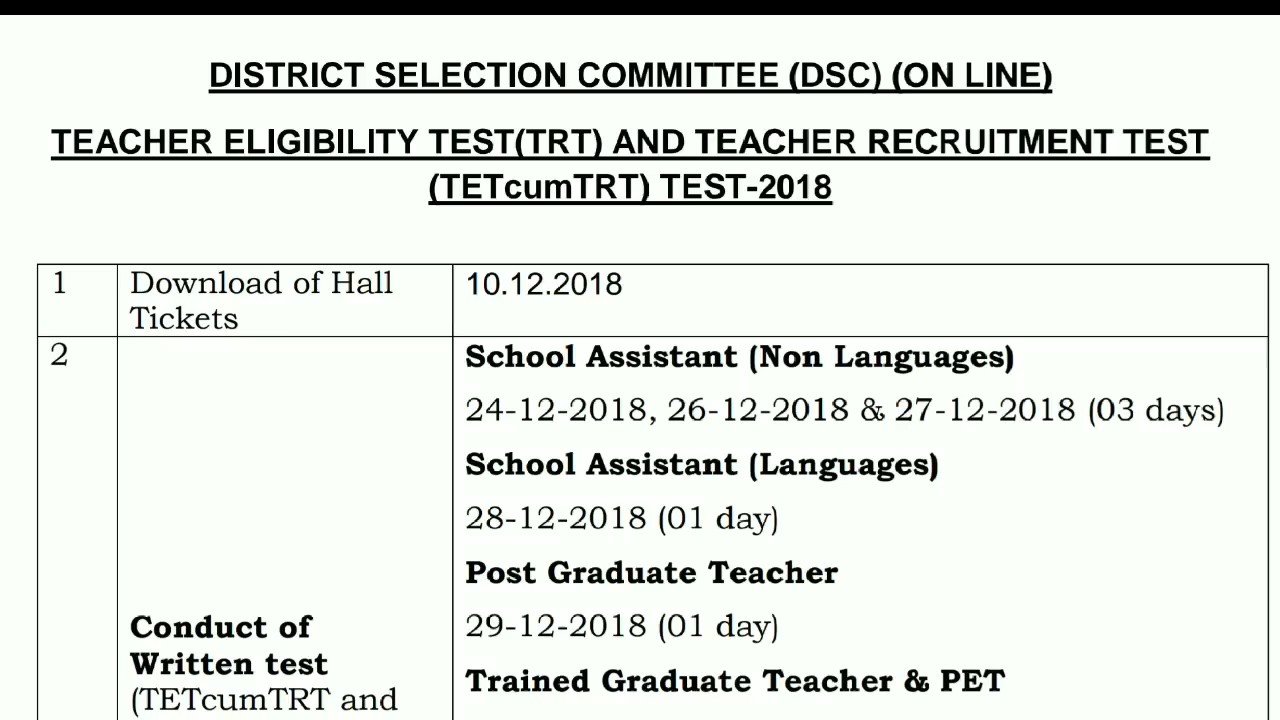 DISTRICT SELECTION COMMITTEE (DSC) (ON LINE)
TEACHER ELIGIBILITY TEST(TRT) AND TEACHER RECRUITMENT TEST
(TETcumTRT) TEST-2018
1
Download of Hall
Tickets
10.12.2018
2
School Assistant (Non Languages)
24-12-2018, 26-12-2018 & 27-12-2018 (03 days)
School Assistant (Languages)
28-12-2018 (01 day)
Post Graduate Teacher
29-12-2018 (01 day)
Trained Graduate Teacher & PET
Conduct of
Written test
(TETcumTRT and